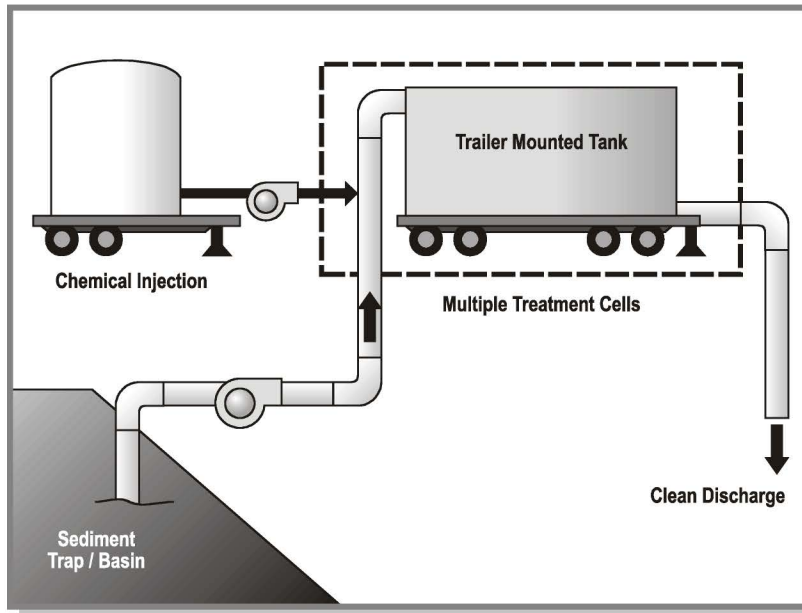 Trailer Mounted Tank
Chemical Injection
Multiple Treatment Cells
Clean Discharge
Sediment
Trap / Basin